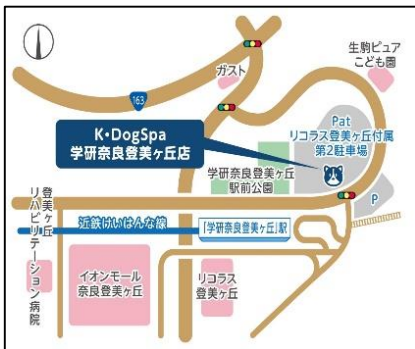 ガスト
生駒ピュア
こども園
163
K・DogSpa
学研奈良登美ヶ丘店
Pat
リコラス登美ヶ丘付属
第2駐車場
学研奈良登美ヶ丘
駅前公園
P
近鉄けいはんな線
「学研奈良登美ヶ丘」駅
登美ヶ丘
リハビリテーション病院
イオンモール
奈良登美ヶ丘
リコラス
登美ヶ丘